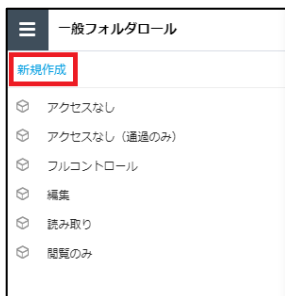 一般フォルダロール
新規作成
アクセスなし
アクセスなし（通過のみ）
フルコントロール
編集
読み取り
閲覧のみ